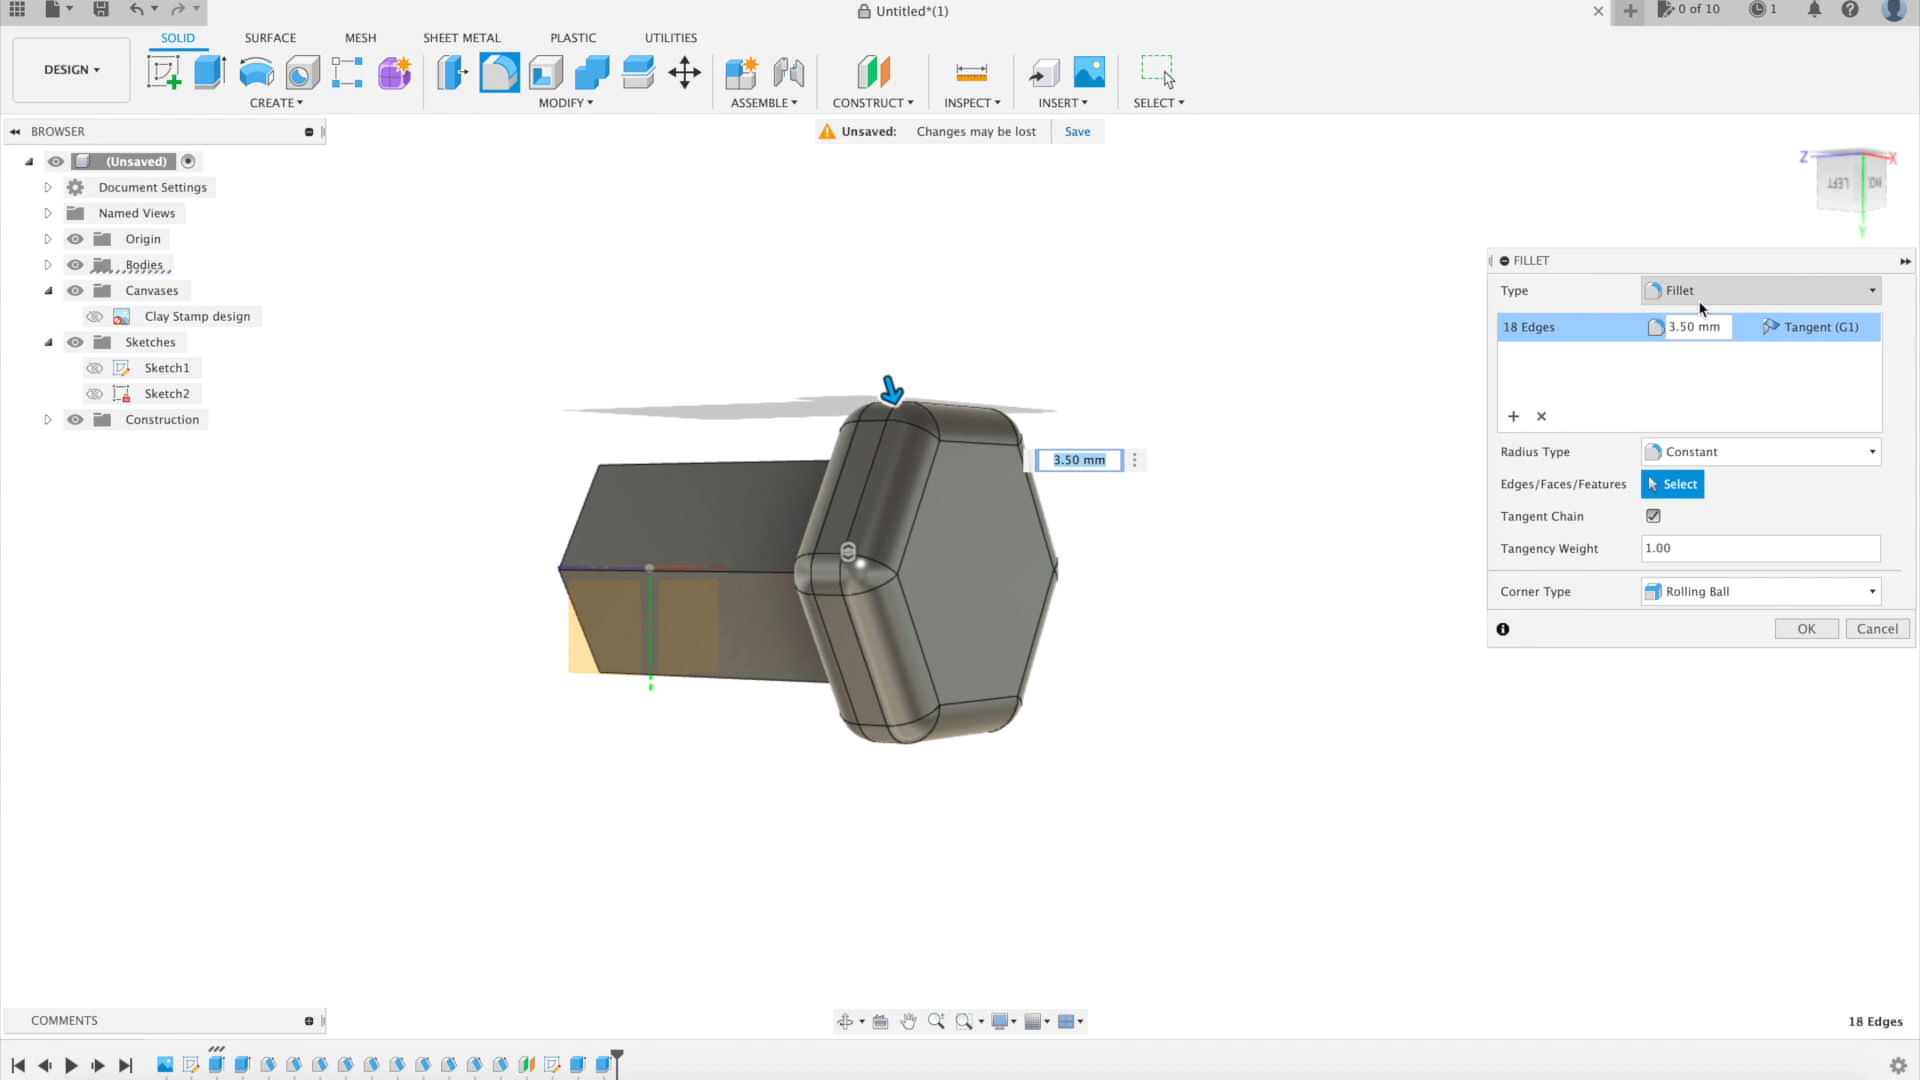 Untitled*(1)
0 of 10
1
DESIGN
SOLID
SURFACE
MESH
SHEET METAL
PLASTIC
UTILITIES
CREATE
MODIFY
ASSEMBLE
CONSTRUCT
INSPECT
INSERT
SELECT
BROWSER
Unsaved: Changes may be lost Save
(Unsaved)
Document Settings
Named Views
Origin
Bodies
Canvases
Clay Stamp design
Sketches
Sketch1
Sketch2
Construction
Z
X
LEFT
Y
FILLET
Type Fillet
18 Edges 3.50 mm Tangent (G1)
Radius Type Constant
Edges/Faces/Features Select
Tangent Chain
Tangency Weight 1.00
Corner Type Rolling Ball
OK Cancel
3.50 mm
COMMENTS
18 Edges